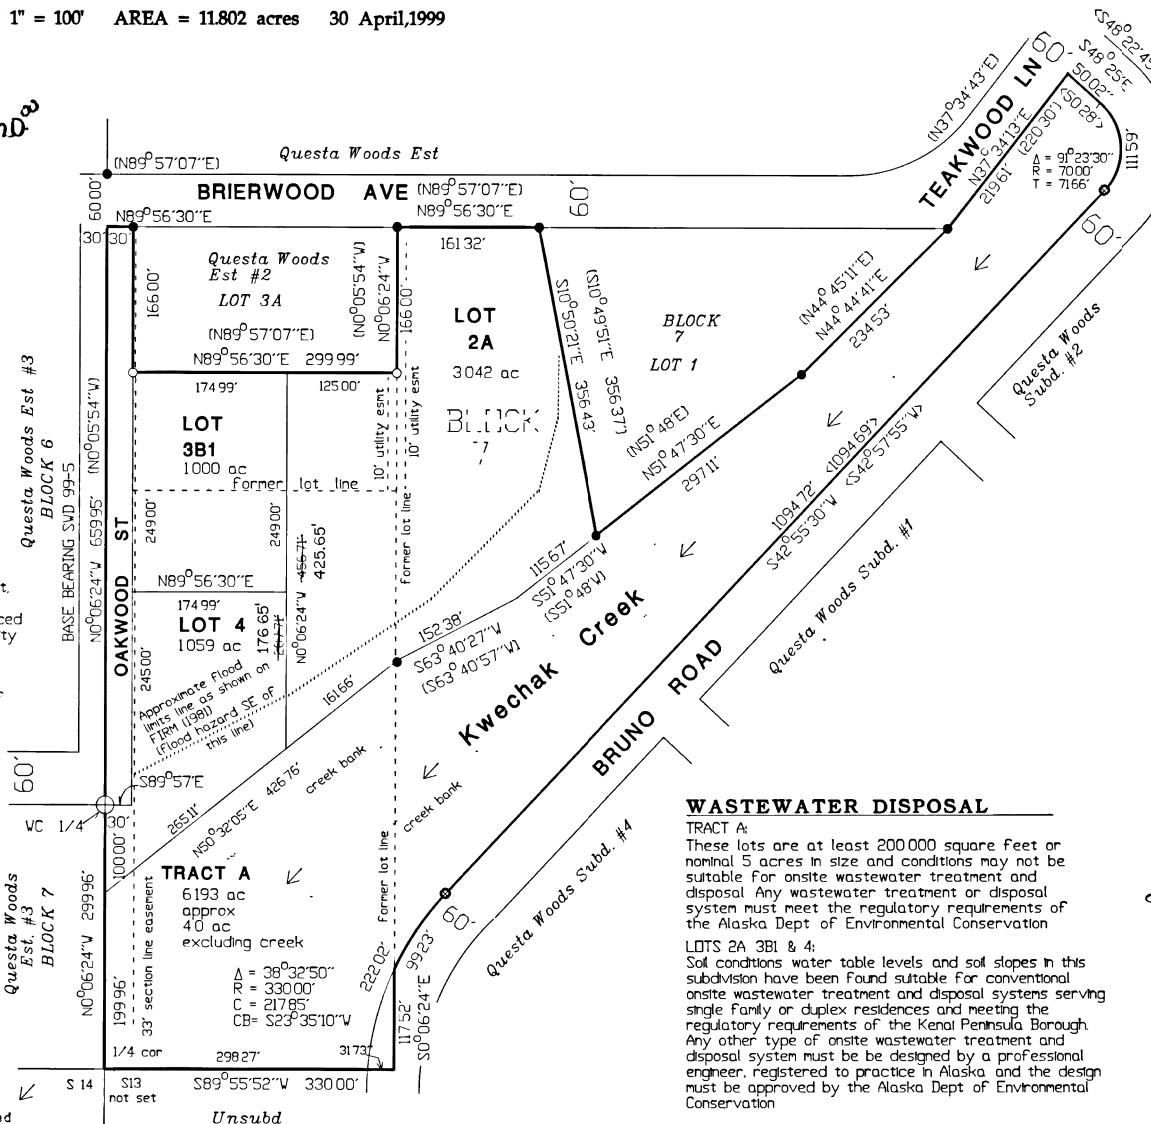 1" = 100' AREA = 11.802 acres 30 April,1999
<S48°22'45
60'
S48°25'E
50.02'
<50.28'>
(N37°34'43"E)
TEAKWOOD LN
N37°34'13"E
(220.30')
219.61'
Δ = 91°23'30"
R = 70.00'
T = 71.66'
111.59'
60'
(N89°57'07"E)
Questa Woods Est
BRIERWOOD AVE
(N89°57'07"E)
N89°56'30"E
60'
60.00'
N89°56'30"E
30' 30'
161.32'
166.00'
Questa Woods
Est #2
LOT 3A
(N89°57'07"E)
N89°56'30"E 299.99'
(N0°05'54"W)
N0°06'24"W
166.00'
LOT
2A
3.042 ac
BLOCK
7
S10°50'21"E 356.43'
(S10°49'51"E 356.37')
BLOCK
7
LOT 1
(N44°45'11"E)
N44°44'41"E
234.53'
Questa Woods
Subd. #2
174.99'
125.00'
LOT
3B1
1.000 ac
former lot line
10' utility esmt
10' utility esmt
(N51°48'E)
N51°47'30"E
297.11'
<1094.69'>
<S42°57'55"W>
1094.72'
S42°55'30"W
Questa Woods Est #3
BLOCK 6
BASE BEARING SWD 99-5
N0°06'24"W 659.95' (N0°05'54"W)
OAKWOOD ST
249.00'
249.00'
456.71'
425.65'
N0°06'24"W
former lot line
N89°56'30"E
174.99'
LOT 4
1.059 ac
176.65'
245.00'
115.67'
S51°47'30"W
(S51°48'W)
152.38'
S63°40'27"W
(S63°40'57"W)
Kwechak Creek
Questa Woods Subd. #1
BRUNO ROAD
Approximate Flood
limits line as shown on
FIRM (1981)
(Flood hazard SE of
this line)
161.66'
60'
S89°57'E
WC 1/4
30'
265.11'
N50°32'05"E 426.76'
creek bank
creek bank
100.00'
TRACT A
6.193 ac
approx
4.0 ac
excluding creek
former lot line
Questa Woods
Est. #3
BLOCK 7
N0°06'24"W 299.96'
199.96'
33' section line easement
Δ = 38°32'50"
R = 330.00'
C = 217.85'
CB= S23°35'10"W
222.02'
60'
99.23'
117.52'
S0°06'24"E
Questa Woods Subd. #4
1/4 cor
298.27'
31.73'
S 14 S13
not set
S89°55'52"W 330.00'
Unsubd
WASTEWATER DISPOSAL
TRACT A:
These lots are at least 200,000 square feet or
nominal 5 acres in size and conditions may not be
suitable for onsite wastewater treatment and
disposal. Any wastewater treatment or disposal
system must meet the regulatory requirements of
the Alaska Dept of Environmental Conservation
LOTS 2A 3B1 & 4:
Soil conditions water table levels and soil slopes in this
subdivision have been found suitable for conventional
onsite wastewater treatment and disposal systems serving
single family or duplex residences and meeting the
regulatory requirements of the Kenai Peninsula Borough.
Any other type of onsite wastewater treatment and
disposal system must be be designed by a professional
engineer, registered to practice in Alaska and the design
must be approved by the Alaska Dept of Environmental
Conservation